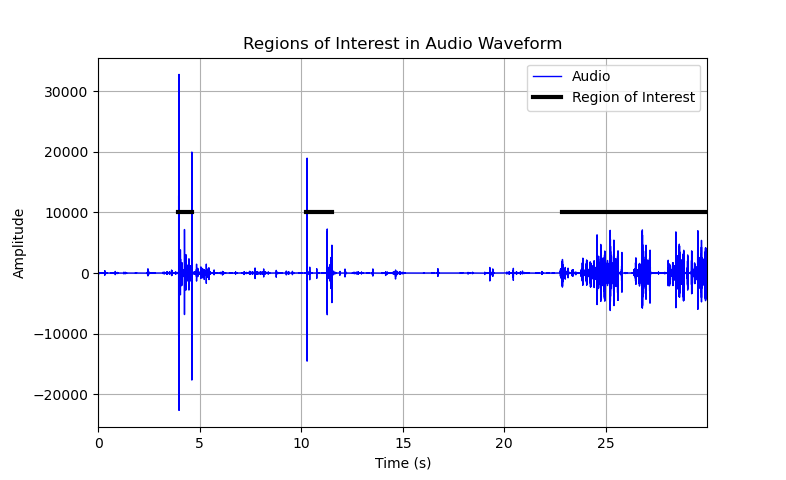 Regions of Interest in Audio Waveform
Audio
Region of Interest
Amplitude
30000
20000
10000
0
−10000
−20000
0 5 10 15 20 25
Time (s)